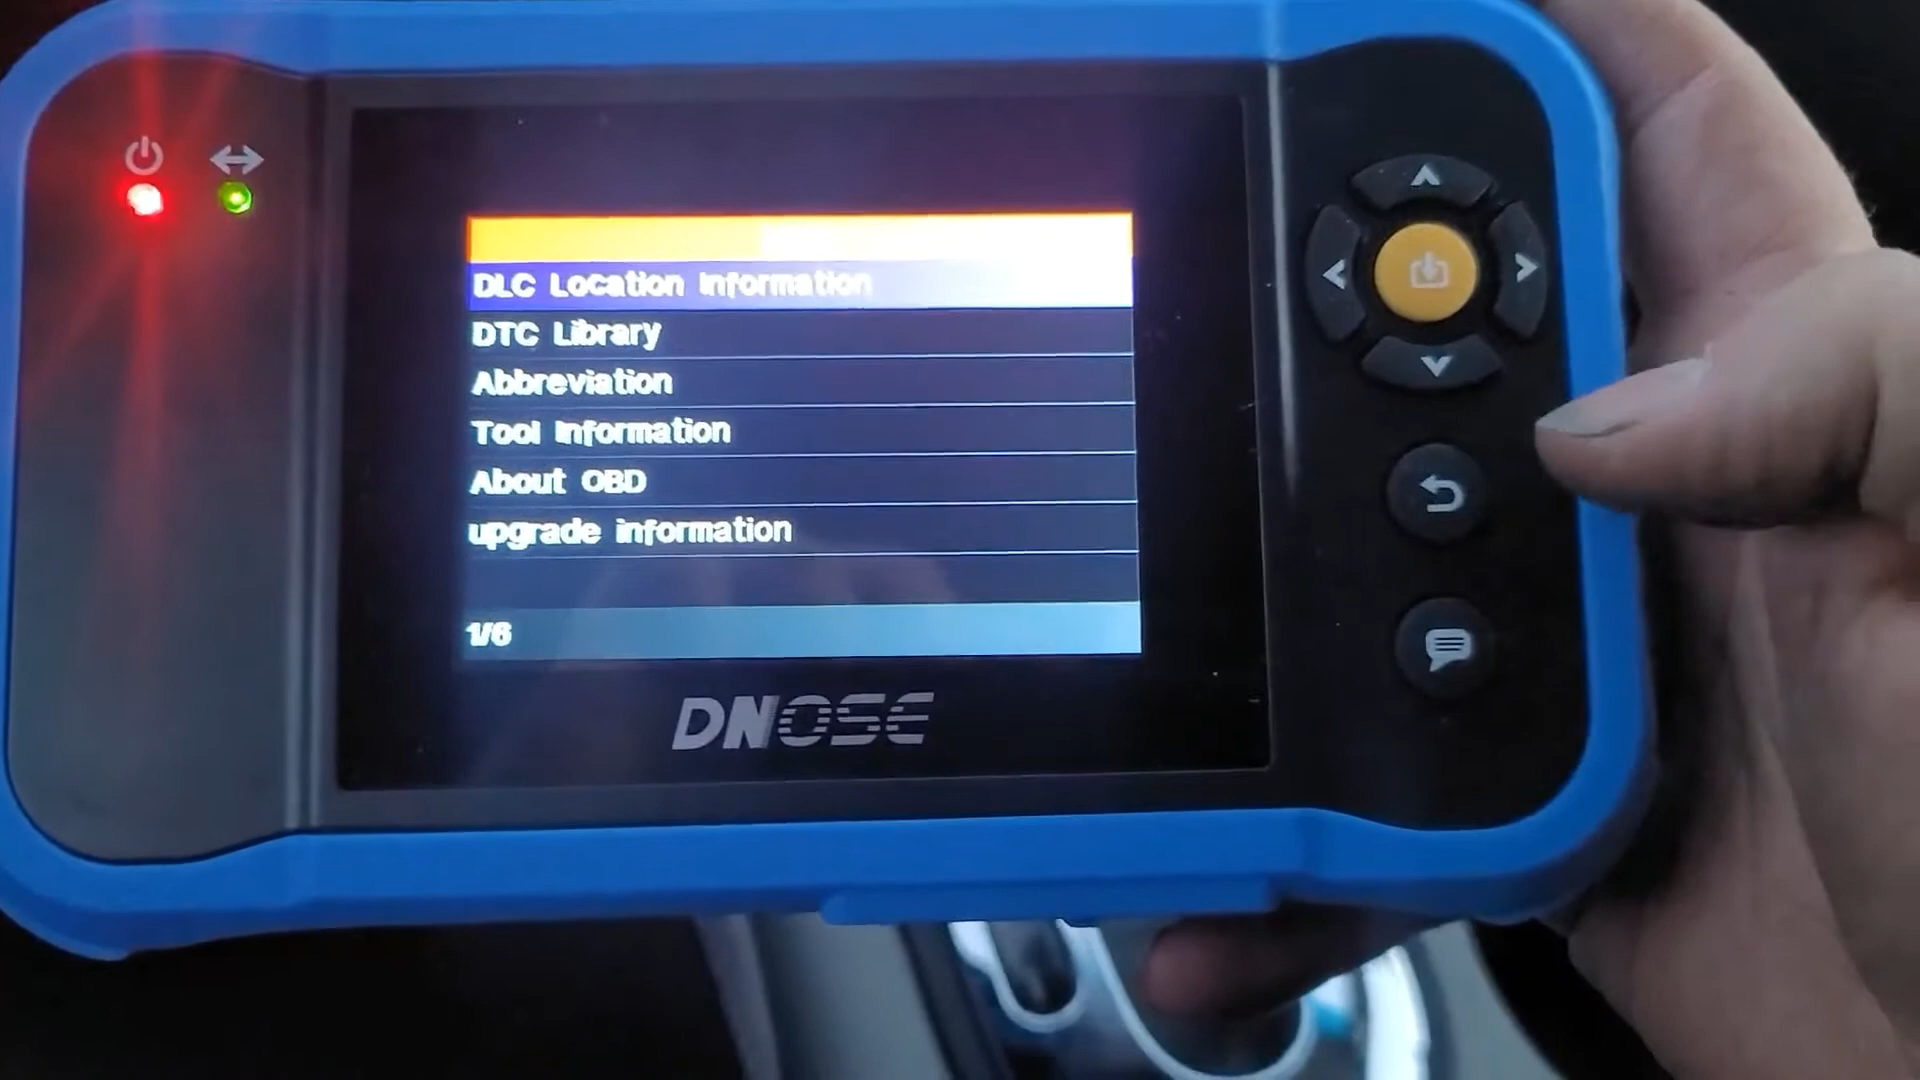 DLC Location Information
DTC Library
Abbreviation
Tool Information
About OBD
upgrade information
1/6
DNOSE